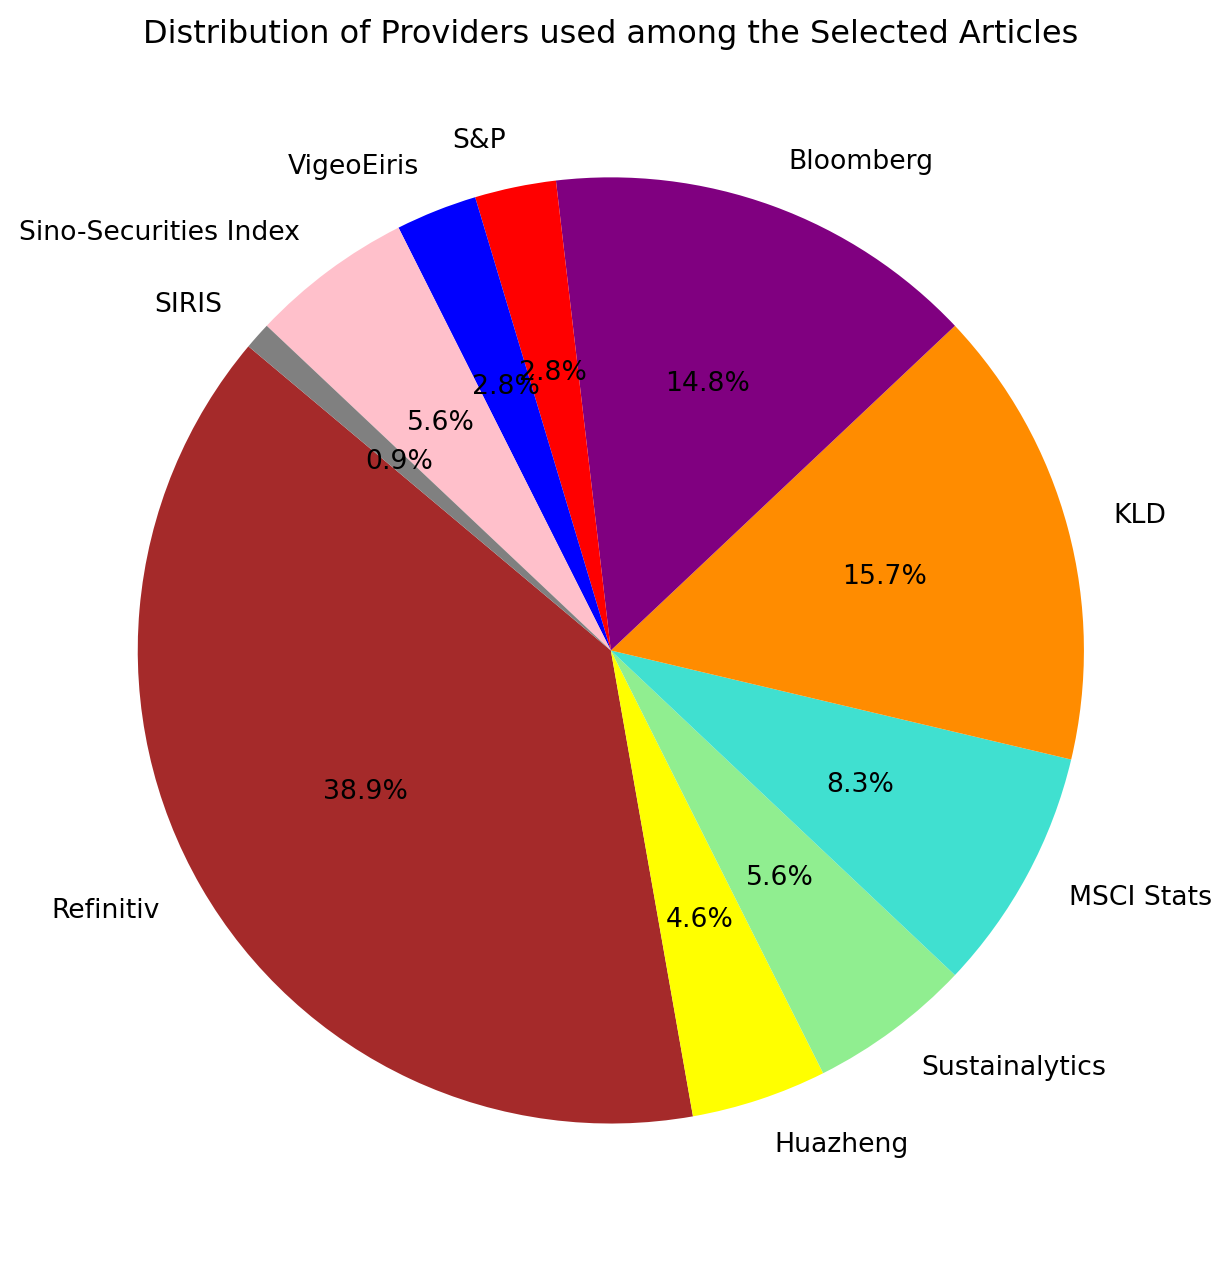 Distribution of Providers used among the Selected Articles
S&P
VigeoEiris
Bloomberg
Sino-Securities Index
SIRIS
2.8%
2.8%
14.8%
5.6%
0.9%
KLD
15.7%
38.9%
8.3%
5.6%
4.6%
MSCI Stats
Refinitiv
Sustainalytics
Huazheng